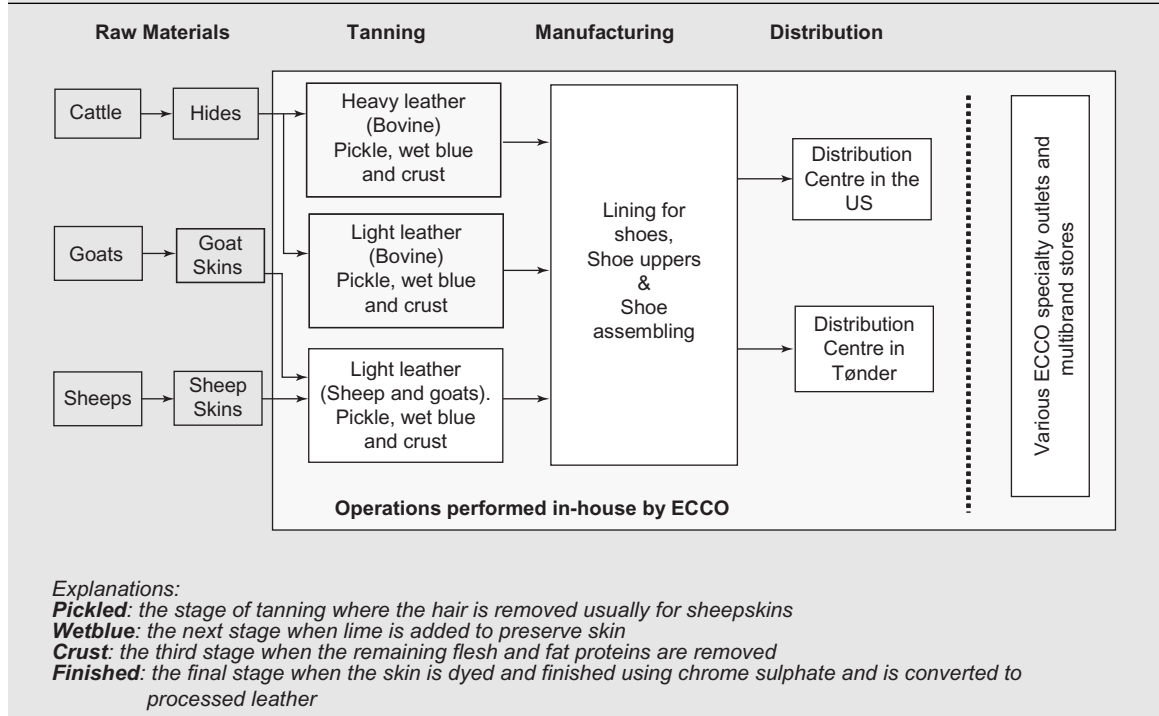 Raw Materials
Tanning
Manufacturing
Distribution
Cattle
Hides
Heavy leather
(Bovine)
Pickle, wet blue
and crust
Goats
Goat
Skins
Light leather
(Bovine)
Pickle, wet blue
and crust
Sheeps
Sheep
Skins
Light leather
(Sheep and goats).
Pickle, wet blue
and crust
Lining for
shoes,
Shoe uppers
&
Shoe
assembling
Distribution
Centre in the
US
Distribution
Centre in
Tønder
Various ECCO specialty outlets and
multibrand stores
Operations performed in-house by ECCO
Explanations:
Pickled: the stage of tanning where the hair is removed usually for sheepskins
Wetblue: the next stage when lime is added to preserve skin
Crust: the third stage when the remaining flesh and fat proteins are removed
Finished: the final stage when the skin is dyed and finished using chrome sulphate and is converted to
processed leather